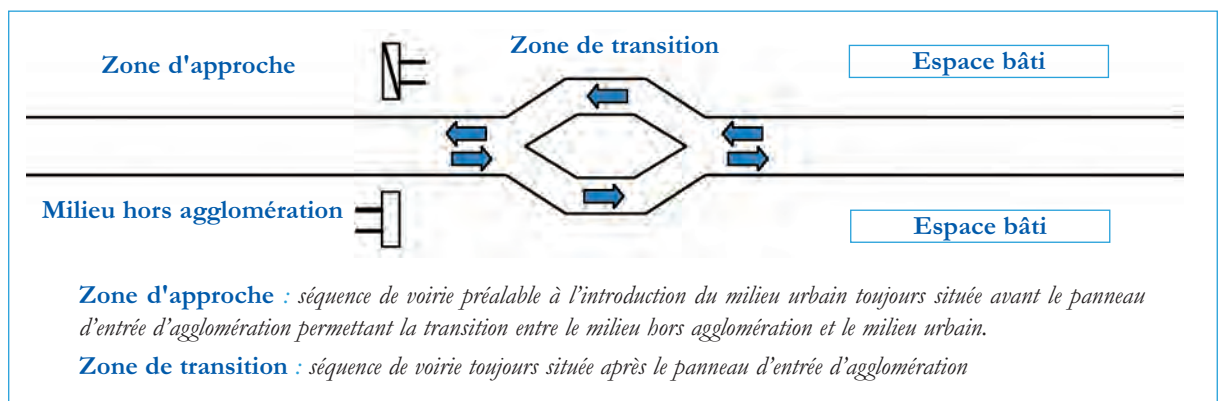 Zone d'approche
Zone de transition
Espace bâti
Milieu hors agglomération
Espace bâti
Zone d'approche : séquence de voirie préalable à l’introduction du milieu urbain toujours située avant le panneau
d’entrée d’agglomération permettant la transition entre le milieu hors agglomération et le milieu urbain.
Zone de transition : séquence de voirie toujours située après le panneau d’entrée d’agglomération